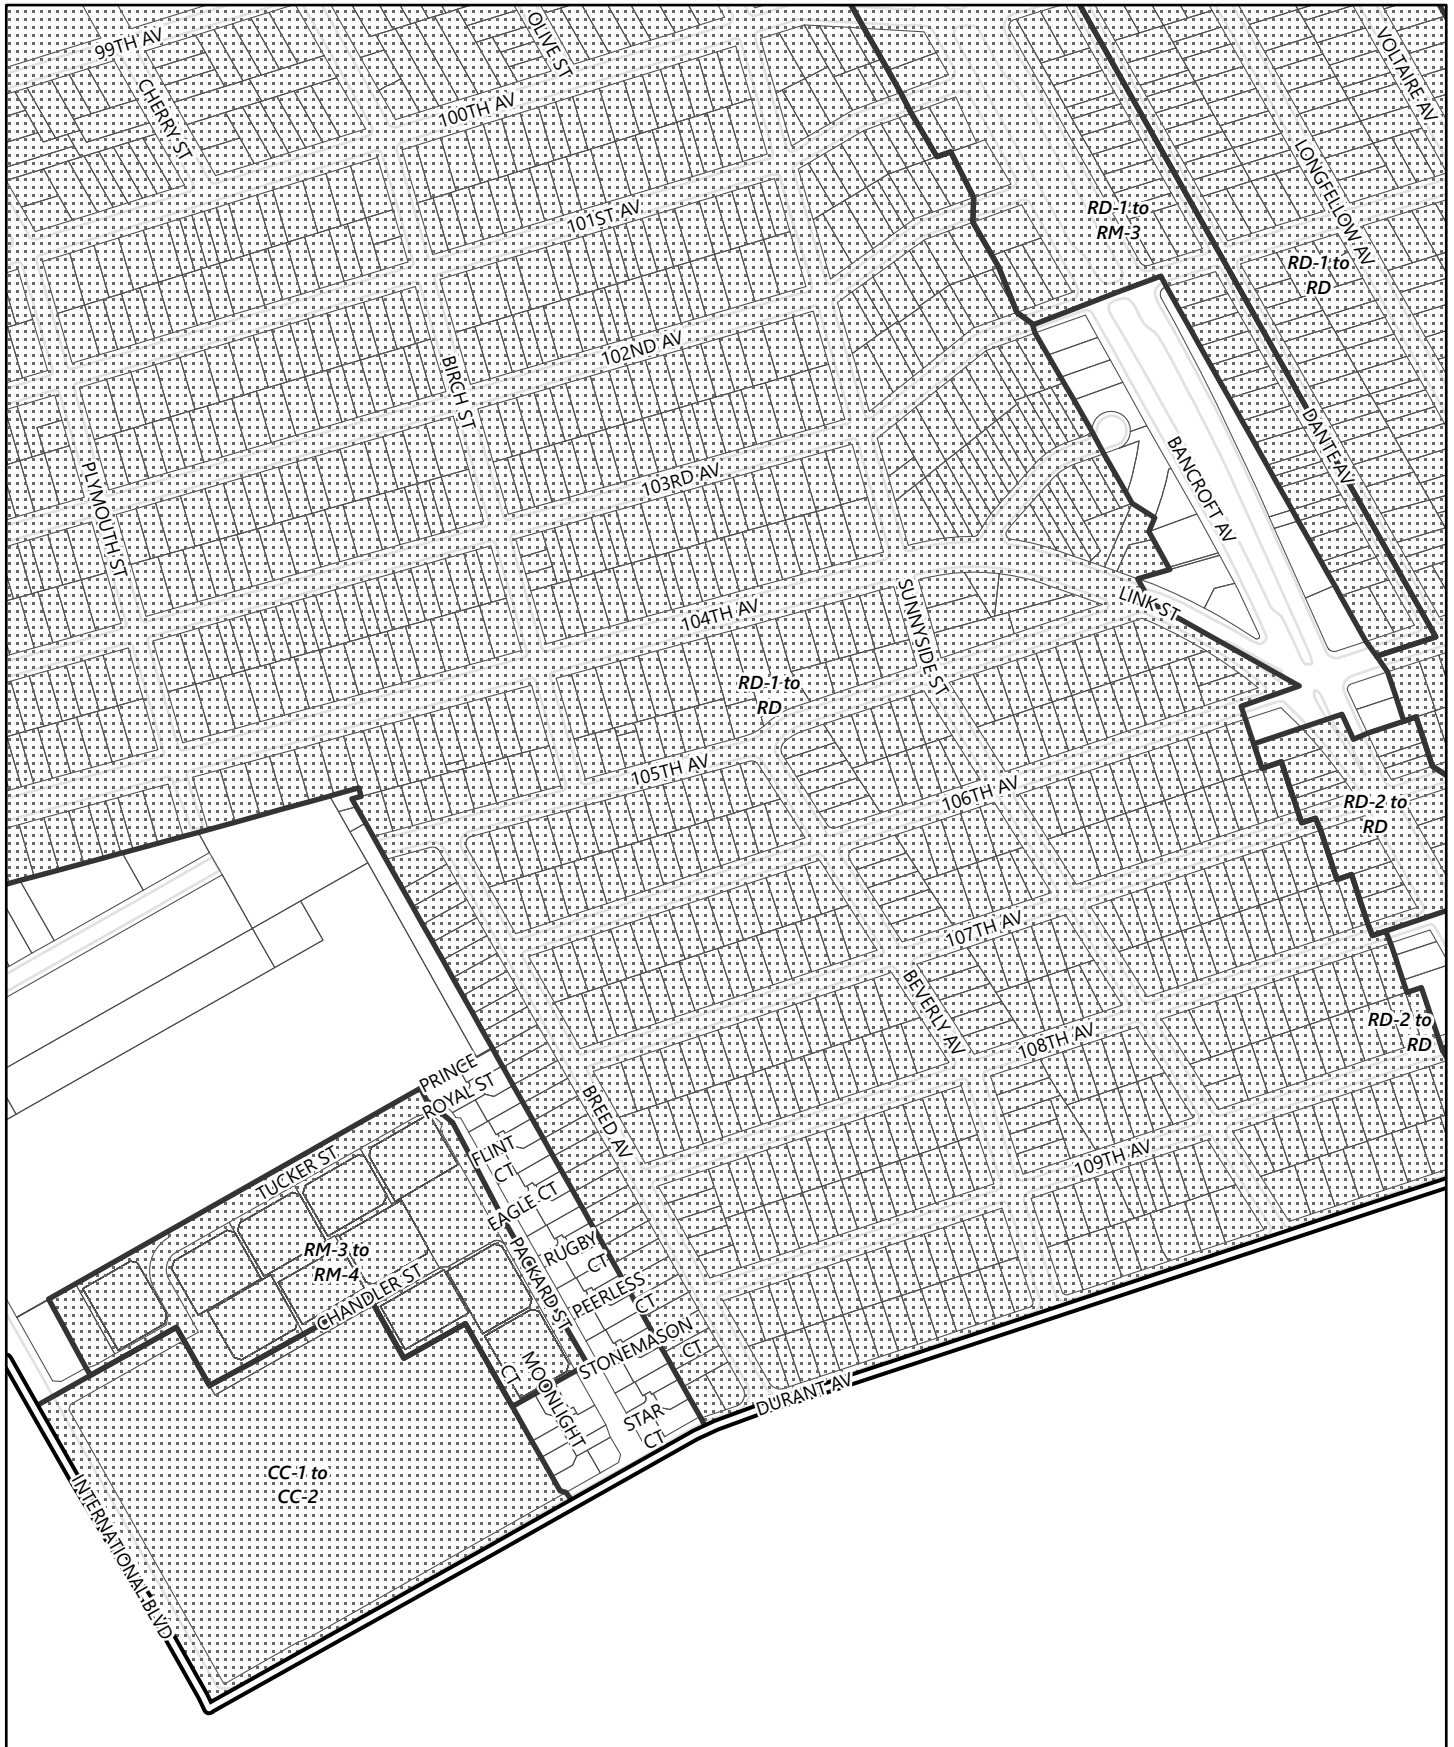 99TH AV
OLIVE ST
VOLTAIRE AV
CHERRY ST
100TH AV
LONGFELLOW AV
101ST AV
RD-1 to
RM-3
RD-1 to
RD
102ND AV
BIRCH ST
DANTE AV
BANCROFT AV
PLYMOUTH ST
103RD AV
SUNNYSIDE ST
LINK ST
104TH AV
RD-1 to
RD
105TH AV
106TH AV
RD-2 to
RD
107TH AV
BEVERLY AV
RD-2 to
RD
108TH AV
PRINCE
ROYAL ST
BREED AV
FLINT
CT
109TH AV
TUCKER ST
EAGLE CT
RM-3 to
RM-4
PACKARD ST
RUGBY
CT
CHANDLER ST
PEERLESS
CT
STONEMASON
CT
MOONLIGHT
CT
DURANT AV
STAR
CT
CC-1 to
CC-2
INTERNATIONAL BLVD